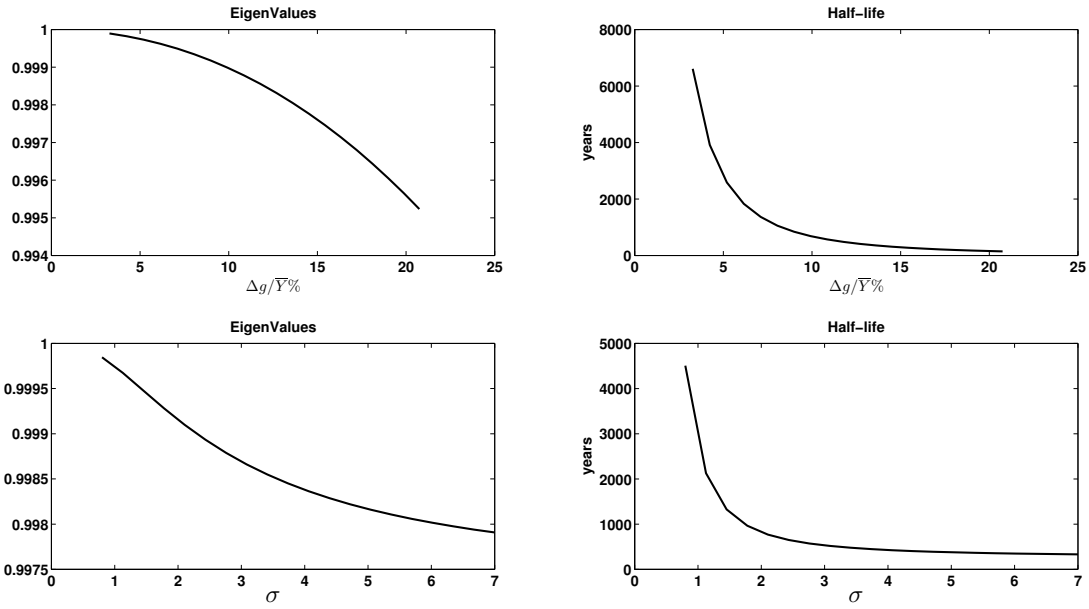 EigenValues
1
0.999
0.998
0.997
0.996
0.995
0.994
0 5 10 15 20 25
Δg/Y̅%
Half−life
8000
6000
4000
2000
0
years
0 5 10 15 20 25
Δg/Y̅%
EigenValues
1
0.9995
0.999
0.9985
0.998
0.9975
0 1 2 3 4 5 6 7
σ
Half−life
5000
4000
3000
2000
1000
0
years
0 1 2 3 4 5 6 7
σ